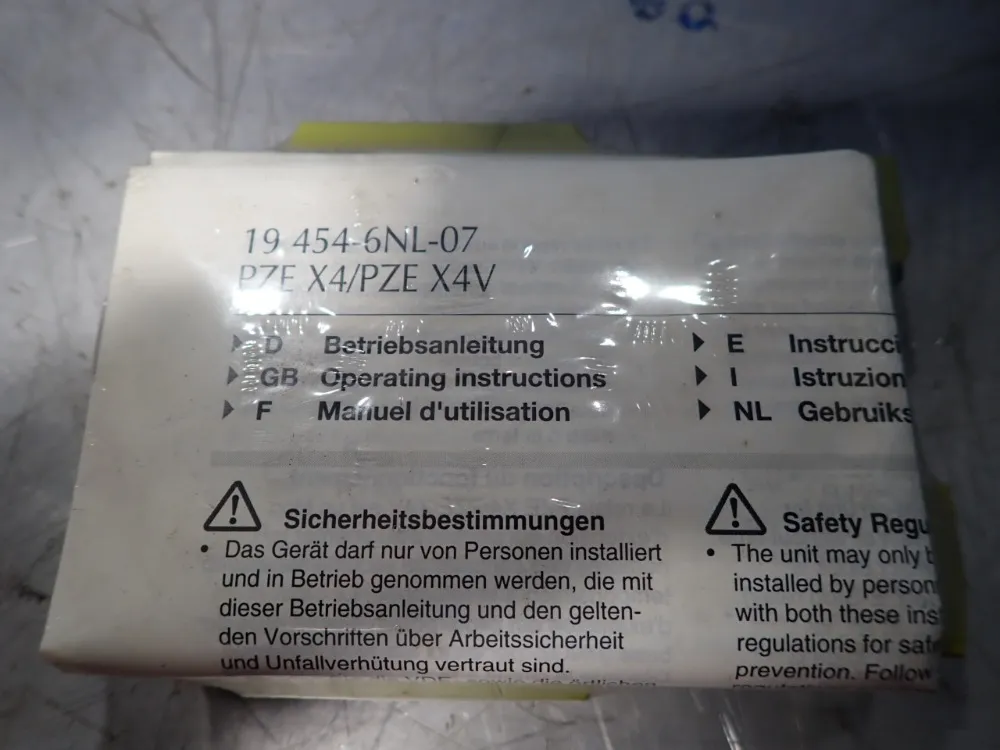 19 454-6NL-07
PZE X4/PZE X4V
D Betriebsanleitung
GB Operating instructions
F Manuel d'utilisation
E Instrucci
I Istruzion
NL Gebruiks
Sicherheitsbestimmungen
• Das Gerät darf nur von Personen installiert
und in Betrieb genommen werden, die mit
dieser Betriebsanleitung und den gelten-
den Vorschriften über Arbeitssicherheit
und Unfallverhütung vertraut sind.
Safety Regu
• The unit may only b
installed by person
with both these ins
regulations for safe
prevention. Follow